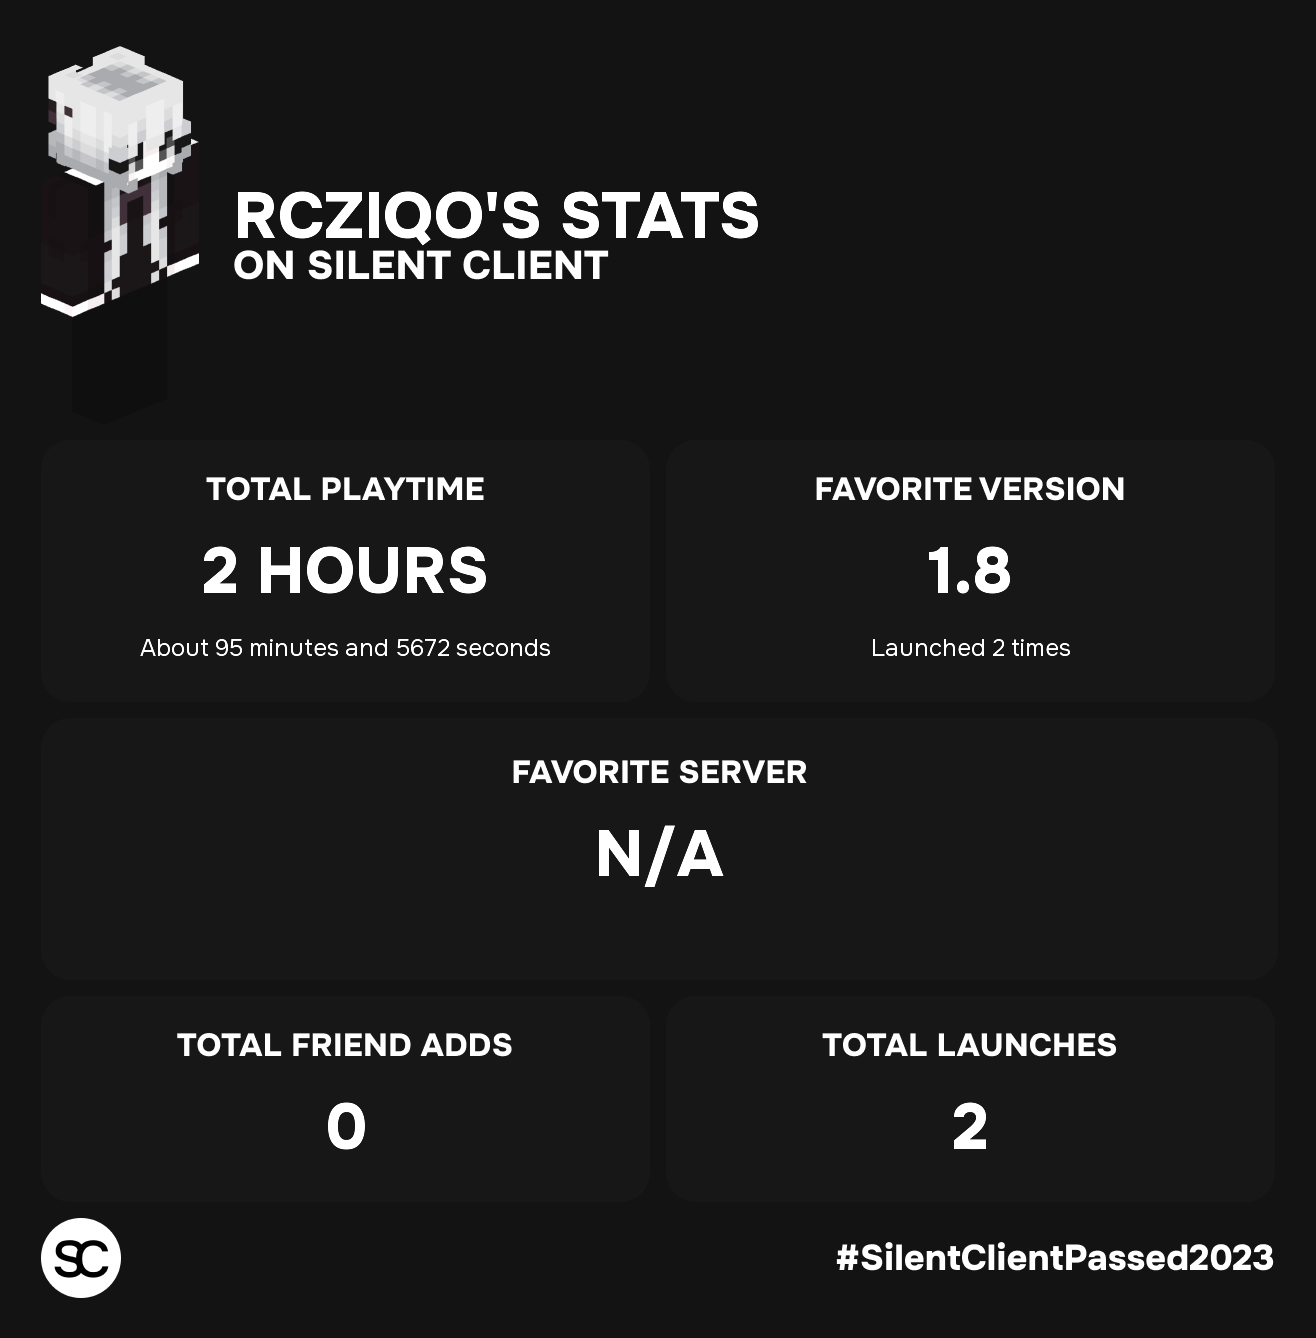 RCZIQO'S STATS
ON SILENT CLIENT
TOTAL PLAYTIME
2 HOURS
About 95 minutes and 5672 seconds
FAVORITE VERSION
1.8
Launched 2 times
FAVORITE SERVER
N/A
TOTAL FRIEND ADDS
0
TOTAL LAUNCHES
2
SC
#SilentClientPassed2023